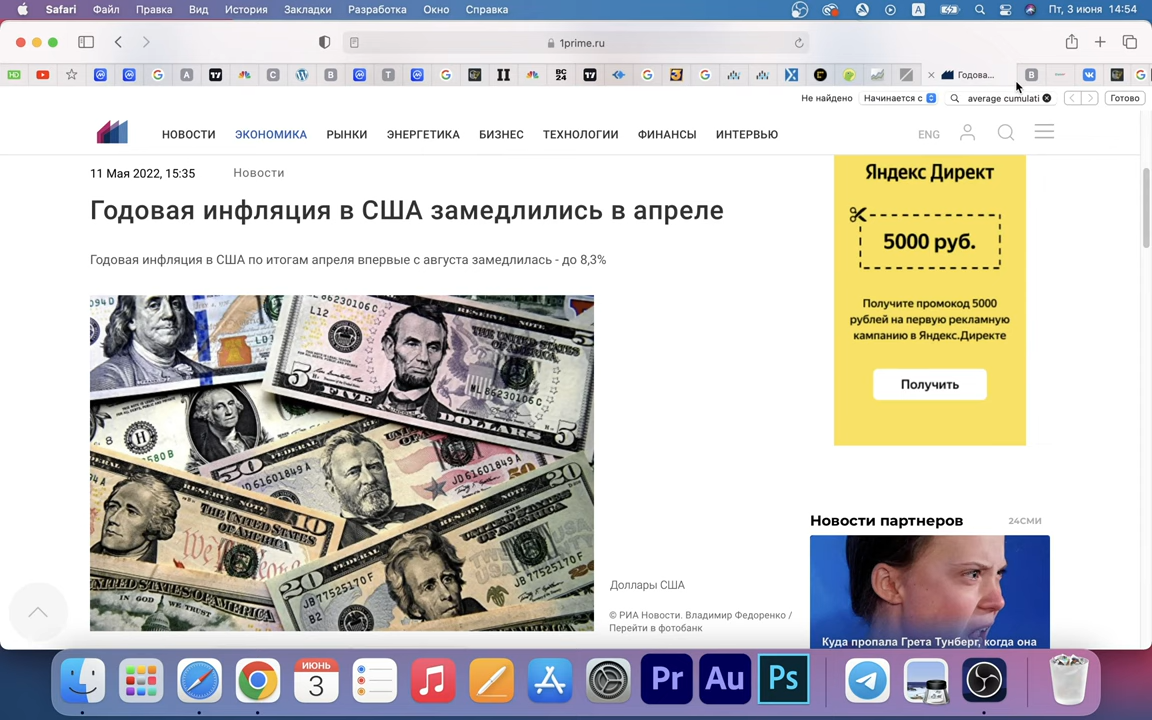 Safari Файл Правка Вид История Закладки Разработка Окно Справка A Пт, 3 июня 14:54
1prime.ru
Годова...
Не найдено Начинается с average cumulati Готово
НОВОСТИ ЭКОНОМИКА РЫНКИ ЭНЕРГЕТИКА БИЗНЕС ТЕХНОЛОГИИ ФИНАНСЫ ИНТЕРВЬЮ ENG
11 Мая 2022, 15:35 Новости
Годовая инфляция в США замедлились в апреле
Годовая инфляция в США по итогам апреля впервые с августа замедлилась - до 8,3%
Доллары США
© РИА Новости. Владимир Федоренко /
Перейти в фотобанк
Яндекс Директ
5000 руб.
Получите промокод 5000
рублей на первую рекламную
кампанию в Яндекс.Директе
Получить
Новости партнеров 24СМИ
Куда пропала Грета Тунберг, когда она
ИЮНЬ
3
Pr Au Ps